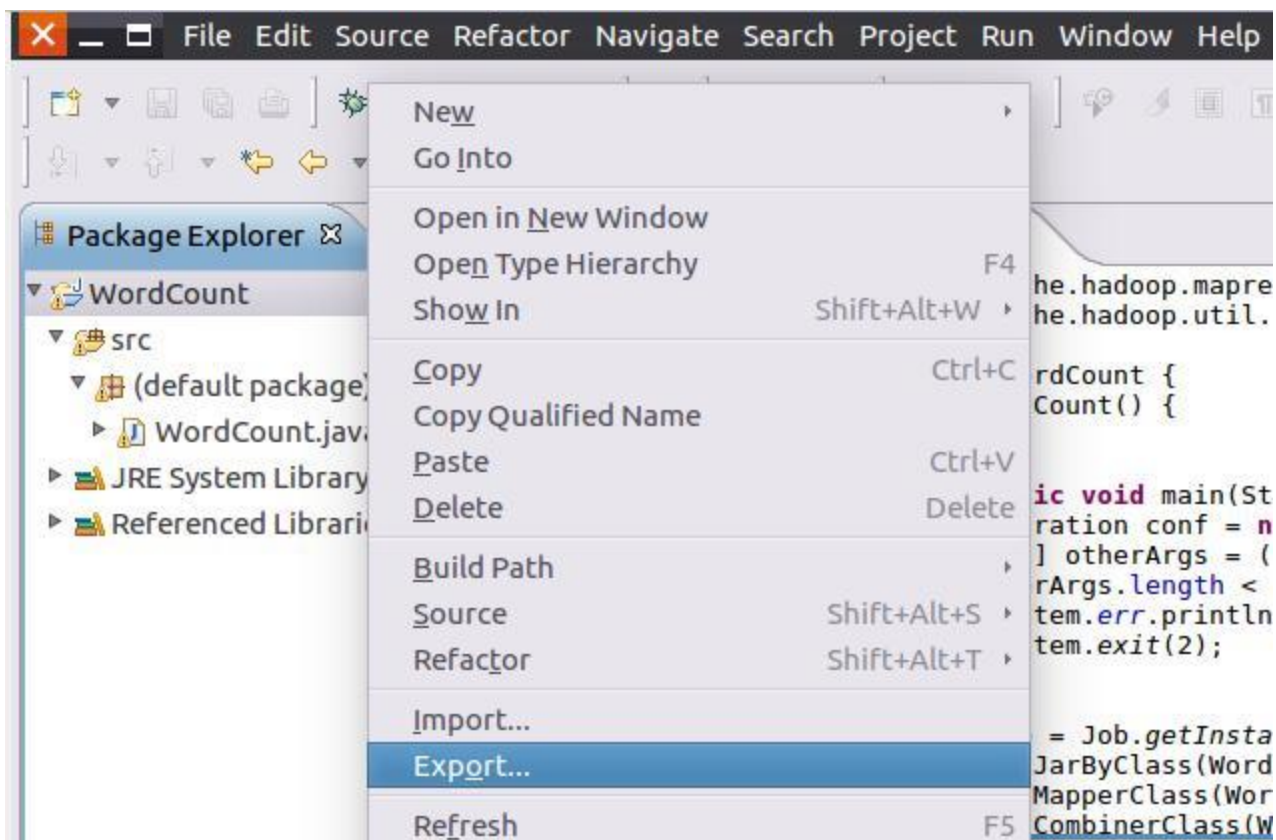 File Edit Source Refactor Navigate Search Project Run Window Help
Package Explorer
WordCount
src
(default package)
WordCount.java
JRE System Library
Referenced Librari
New
Go Into
Open in New Window
Open Type Hierarchy F4
Show In Shift+Alt+W
Copy Ctrl+C
Copy Qualified Name
Paste Ctrl+V
Delete Delete
Build Path
Source Shift+Alt+S
Refactor Shift+Alt+T
Import...
Export...
Refresh F5
he.hadoop.mapre
he.hadoop.util.
rdCount {
Count() {
ic void main(St
ration conf = n
] otherArgs = (
rArgs.length <
tem.err.println
tem.exit(2);
= Job.getInsta
JarByClass(Word
MapperClass(Wor
CombinerClass(W